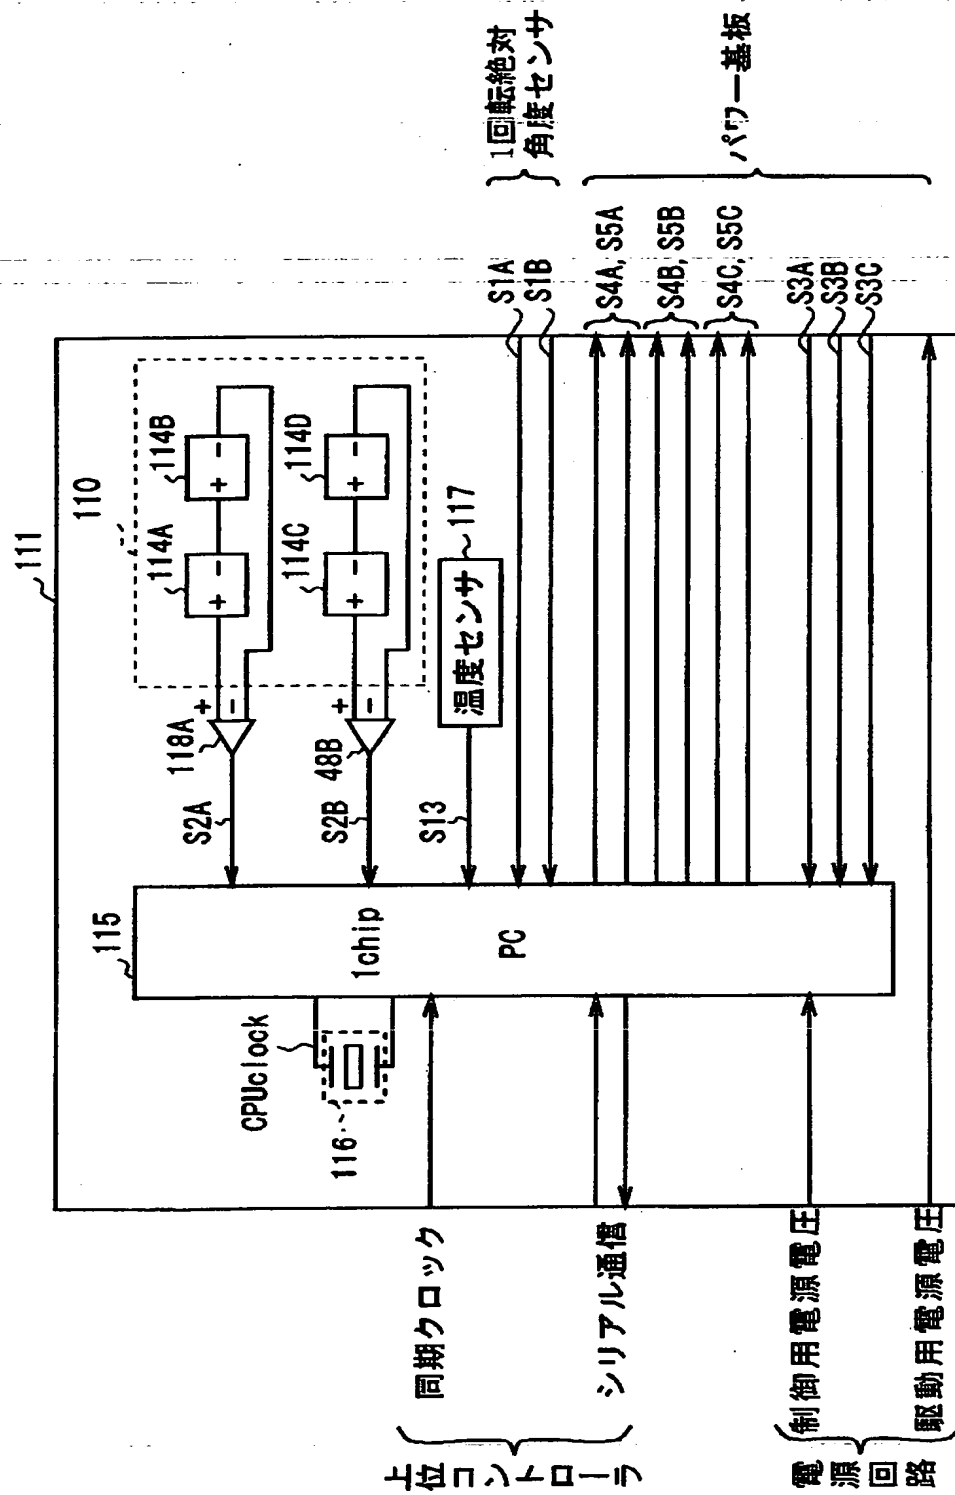 111
110
114A
114B
114C
114D
118A
+
-
+ -
+ -
48B
+
-
+ -
+ -
115
S2A
S2B
S13
温度センサ
117
CPUclock
116
1chip
PC
上位コントローラ
同期クロック
シリアル通信
電源回路
制御用電源電圧
駆動用電源電圧
S1A
S1B
1回転絶対
角度センサ
S4A, S5A
S4B, S5B
S4C, S5C
S3A
S3B
S3C
パワー基板